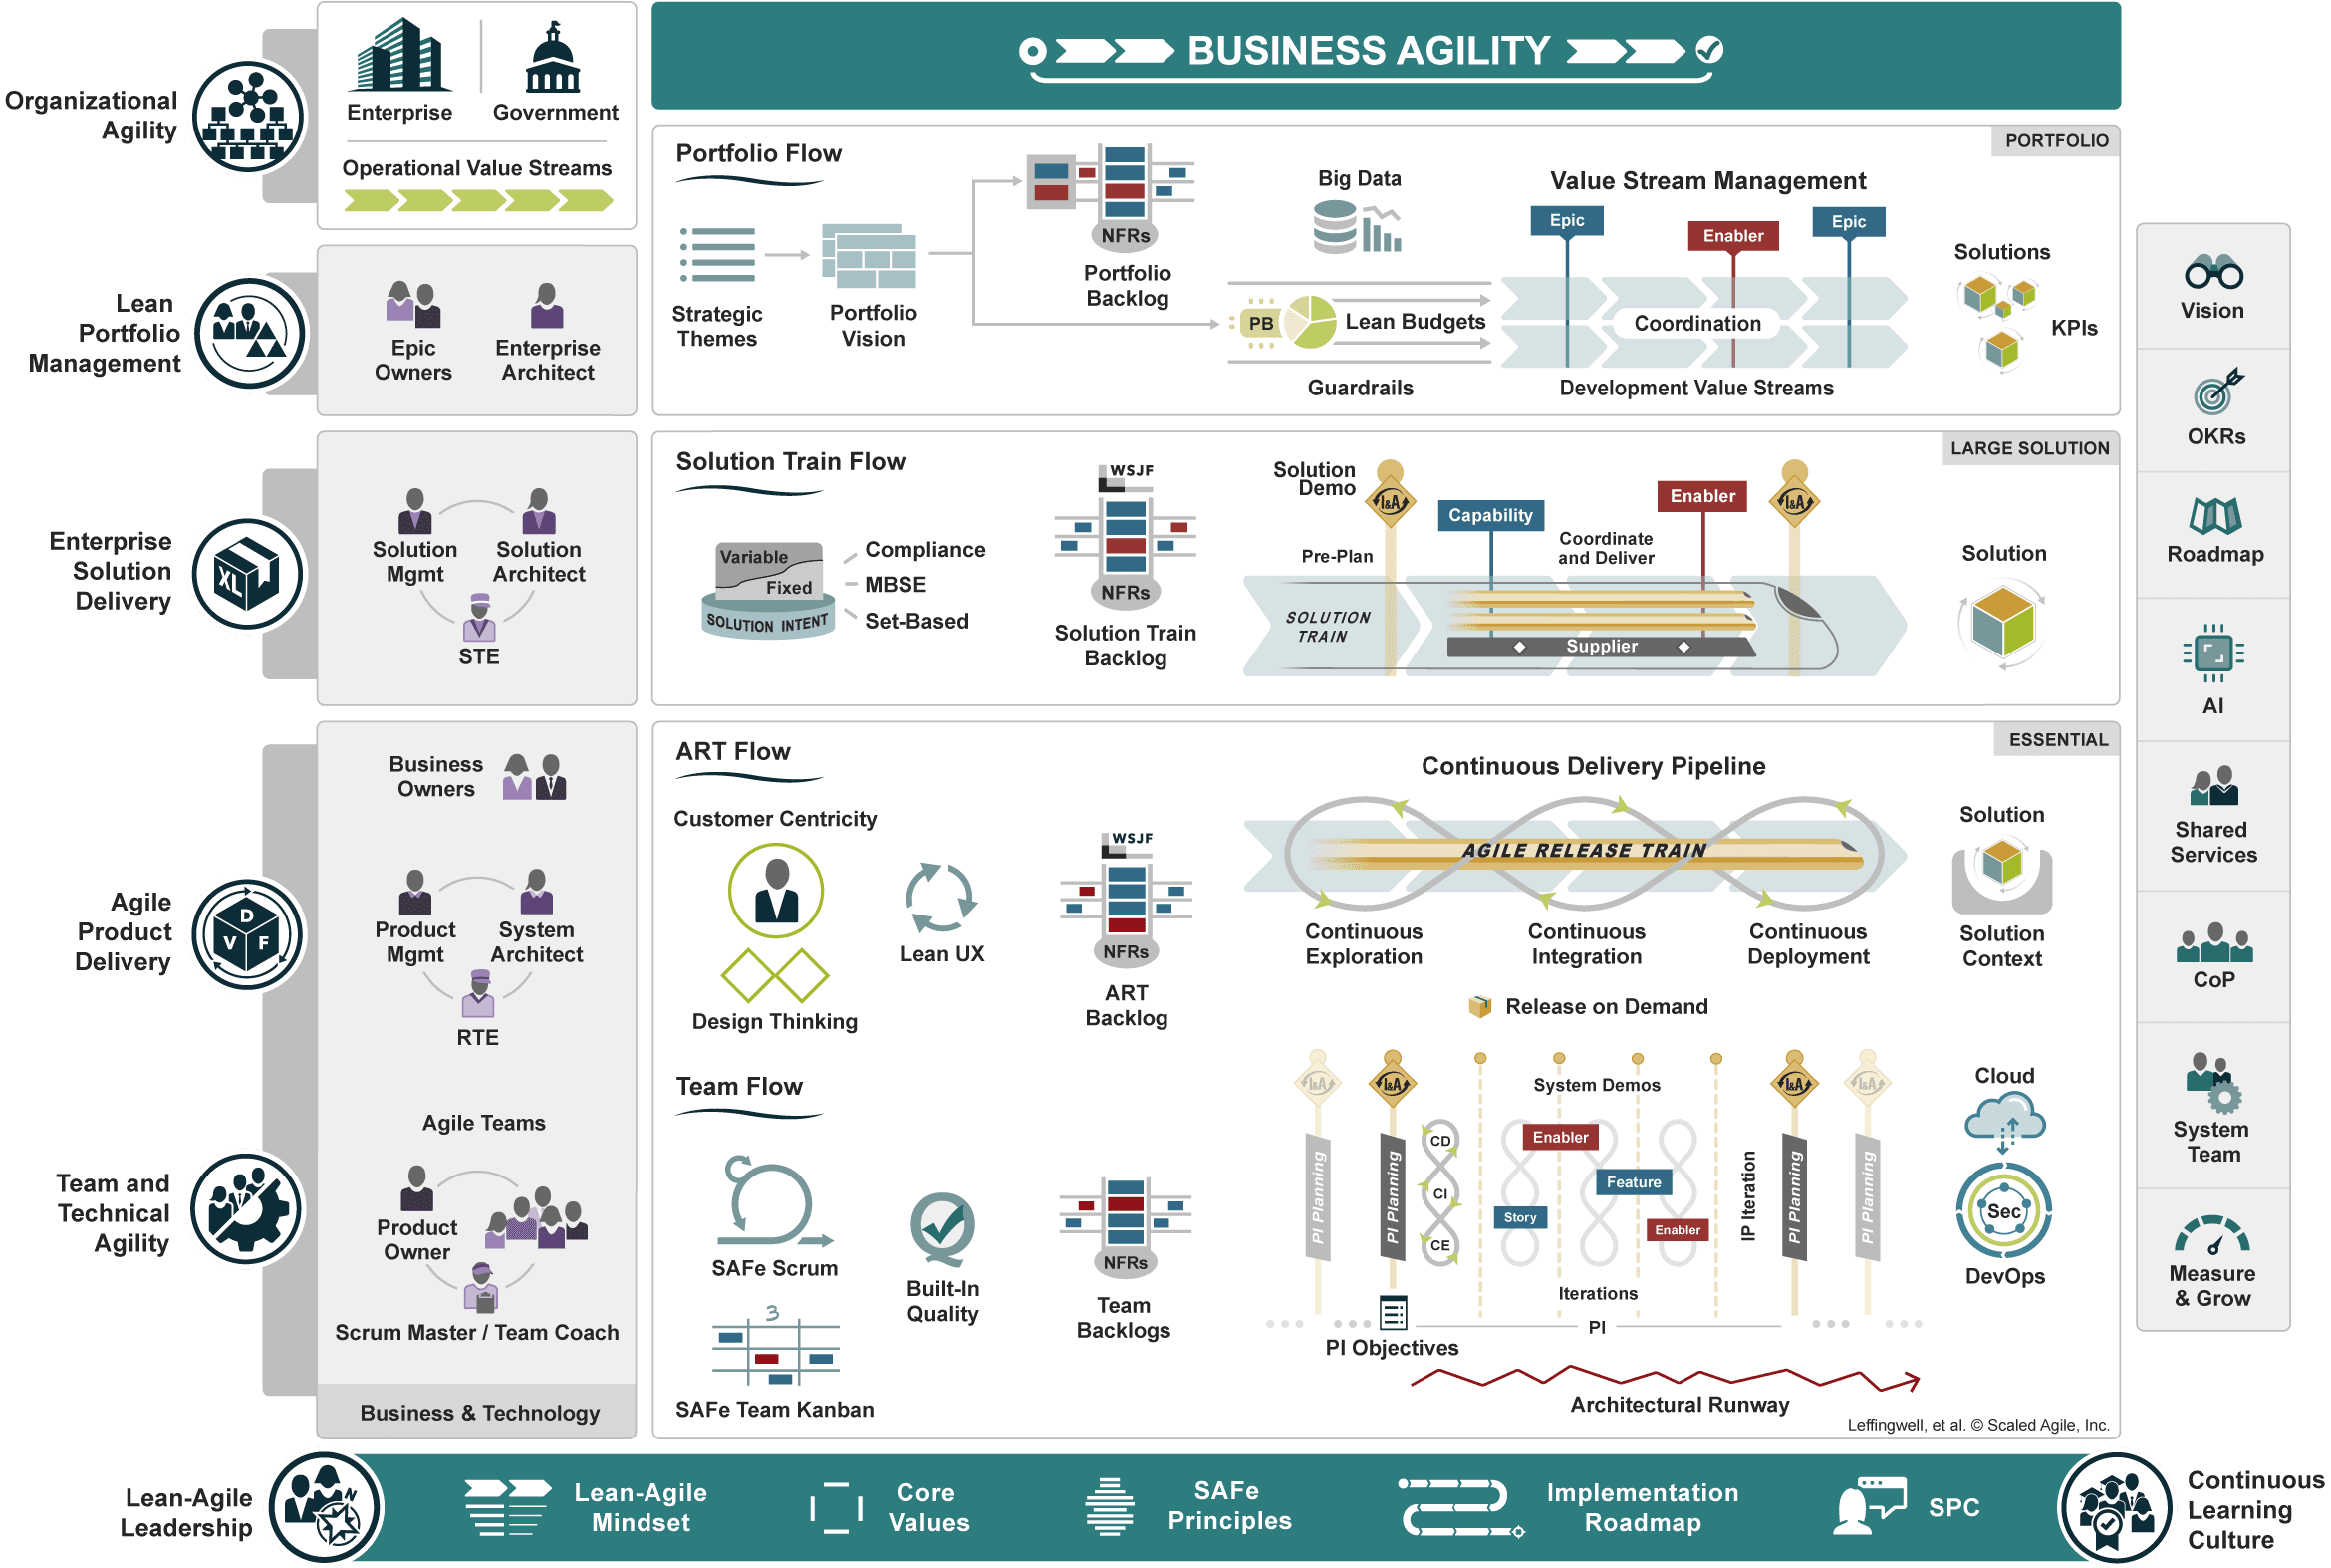 BUSINESS AGILITY
Organizational
Agility
Enterprise
Government
Operational Value Streams
Lean
Portfolio
Management
Epic
Owners
Enterprise
Architect
PORTFOLIO
Portfolio Flow
Strategic
Themes
Portfolio
Vision
NFRs
Portfolio
Backlog
Big Data
PB
Lean Budgets
Guardrails
Value Stream Management
Epic
Enabler
Epic
Coordination
Development Value Streams
Solutions
KPIs
Enterprise
Solution
Delivery
XL
Solution
Mgmt
Solution
Architect
STE
LARGE SOLUTION
Solution Train Flow
Variable
Fixed
SOLUTION INTENT
Compliance
MBSE
Set-Based
WSJF
NFRs
Solution Train
Backlog
Solution
Demo
I&A
Pre-Plan
Capability
Coordinate
and Deliver
Enabler
I&A
SOLUTION
TRAIN
Supplier
Solution
Agile
Product
Delivery
D
V F
Business
Owners
Product
Mgmt
System
Architect
RTE
ESSENTIAL
ART Flow
Customer Centricity
Design Thinking
Lean UX
WSJF
NFRs
ART
Backlog
Continuous Delivery Pipeline
AGILE RELEASE TRAIN
Continuous
Exploration
Continuous
Integration
Continuous
Deployment
Release on Demand
Solution
Solution
Context
Team and
Technical
Agility
Agile Teams
Product
Owner
Scrum Master / Team Coach
Business & Technology
Team Flow
SAFe Scrum
3
SAFe Team Kanban
Built-In
Quality
NFRs
Team
Backlogs
I&A
I&A
System Demos
I&A
I&A
PI Planning
PI Planning
CD
CI
CE
Enabler
Story
Feature
Enabler
IP Iteration
PI Planning
PI Planning
Iterations
PI
PI Objectives
Architectural Runway
Cloud
Sec
DevOps
Leffingwell, et al. © Scaled Agile, Inc.
Vision
OKRs
Roadmap
AI
Shared
Services
CoP
System
Team
Measure
& Grow
Lean-Agile
Leadership
N
Lean-Agile
Mindset
Core
Values
SAFe
Principles
Implementation
Roadmap
SPC
Continuous
Learning
Culture